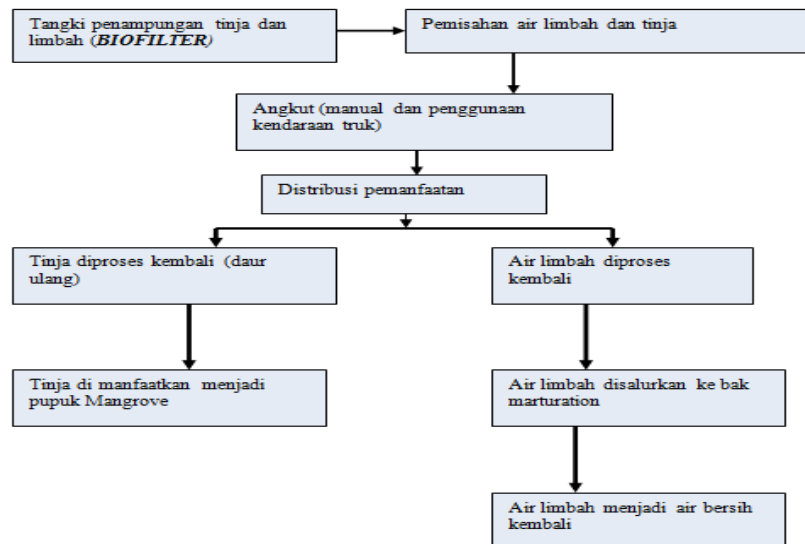 Tangki penampungan tinja dan
limbah (BIOFILTER)
Pemisahan air limbah dan tinja
Angkut (manual dan penggunaan
kendaraan truk)
Distribusi pemanfaatan
Tinja diproses kembali (daur
ulang)
Air limbah diproses
kembali
Tinja di manfaatkan menjadi
pupuk Mangrove
Air limbah disalurkan ke bak
marturation
Air limbah menjadi air bersih
kembali